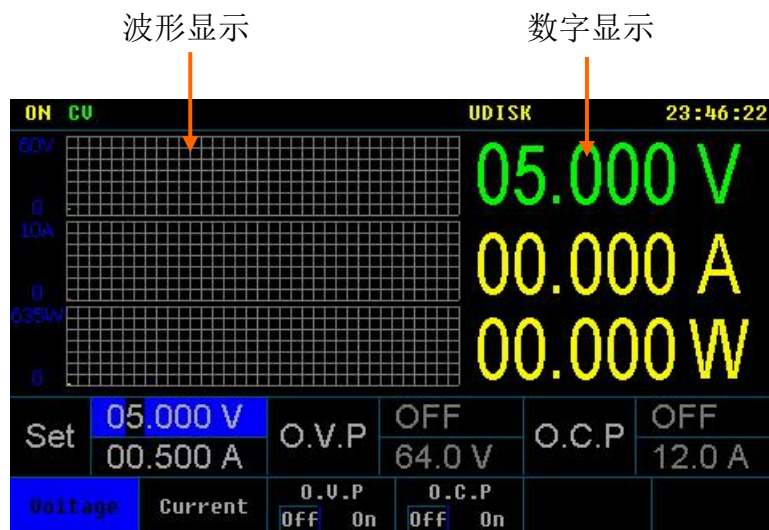 波形显示 数字显示
ON CV UDISK 23:46:22
60V
0
05.000 V
10A
0
00.000 A
635W
0
00.000 W
Set 05.000 V O.V.P OFF O.C.P OFF
00.500 A 64.0 V 12.0 A
Voltage Current O.V.P O.C.P
Off On Off On